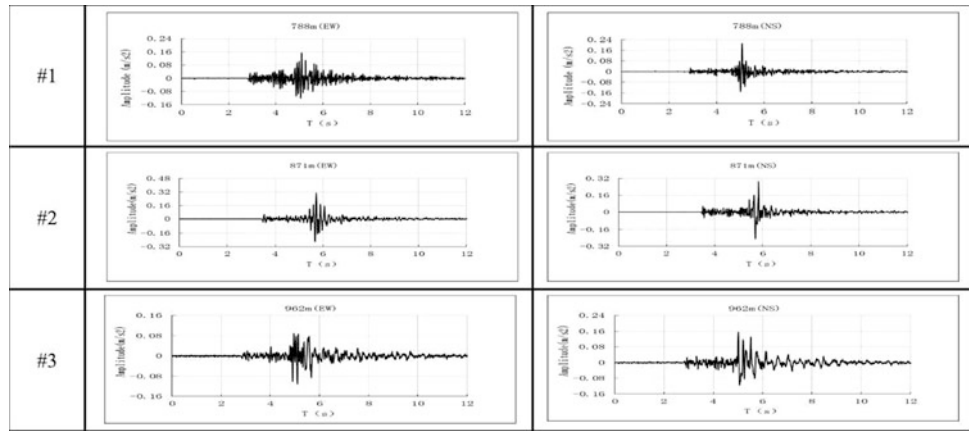 #1
788m(EW)
Amplitude(m/s2)
0.24
0.16
0.08
0
-0.08
-0.16
0 2 4 6 8 10 12
T (s)
788m(NS)
Amplitude(m/s2)
0.24
0.16
0.08
0
-0.08
-0.16
-0.24
0 2 4 6 8 10 12
T (s)
#2
871m(EW)
Amplitude(m/s2)
0.48
0.32
0.16
0
-0.16
-0.32
0 2 4 6 8 10 12
T (s)
871m(NS)
Amplitude(m/s2)
0.32
0.16
0
-0.16
-0.32
0 2 4 6 8 10 12
T (s)
#3
962m(EW)
Amplitude(m/s2)
0.16
0.08
0
-0.08
-0.16
0 2 4 6 8 10 12
T (s)
962m(NS)
Amplitude(m/s2)
0.24
0.16
0.08
0
-0.08
-0.16
0 2 4 6 8 10 12
T (s)